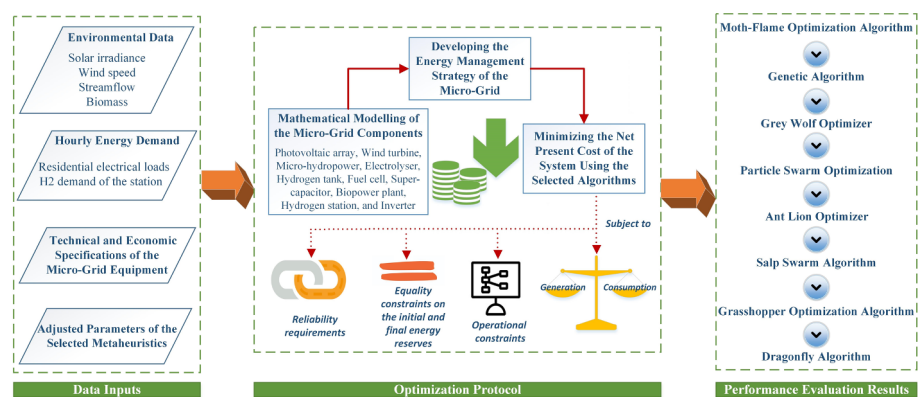 Environmental Data
Solar irradiance
Wind speed
Streamflow
Biomass
Hourly Energy Demand
Residential electrical loads
H2 demand of the station
Technical and Economic
Specifications of the
Micro-Grid Equipment
Adjusted Parameters of the
Selected Metaheuristics
Data Inputs
Developing the
Energy Management
Strategy of the
Micro-Grid
Mathematical Modelling of
the Micro-Grid Components
Photovoltaic array, Wind turbine,
Micro-hydropower, Electrolyser,
Hydrogen tank, Fuel cell, Super-
capacitor, Biopower plant,
Hydrogen station, and Inverter
Minimizing the Net
Present Cost of the
System Using the
Selected Algorithms
Subject to
Reliability
requirements
Equality
constraints on
the initial and
final energy
reserves
Operational
constraints
Generation
Consumption
Optimization Protocol
Moth-Flame Optimization Algorithm
Genetic Algorithm
Grey Wolf Optimizer
Particle Swarm Optimization
Ant Lion Optimizer
Salp Swarm Algorithm
Grasshopper Optimization Algorithm
Dragonfly Algorithm
Performance Evaluation Results